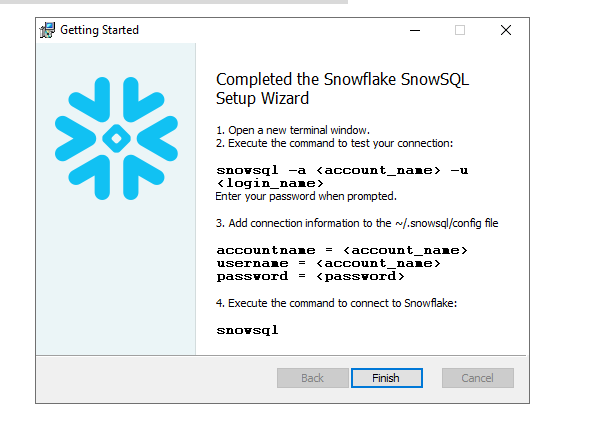 Getting Started
Completed the Snowflake SnowSQL
Setup Wizard
1. Open a new terminal window.
2. Execute the command to test your connection:
snowsql -a <account_name> -u
<login_name>
Enter your password when prompted.
3. Add connection information to the ~/.snowsql/config file
accountname = <account_name>
username = <account_name>
password = <password>
4. Execute the command to connect to Snowflake:
snowsql
Back
Finish
Cancel